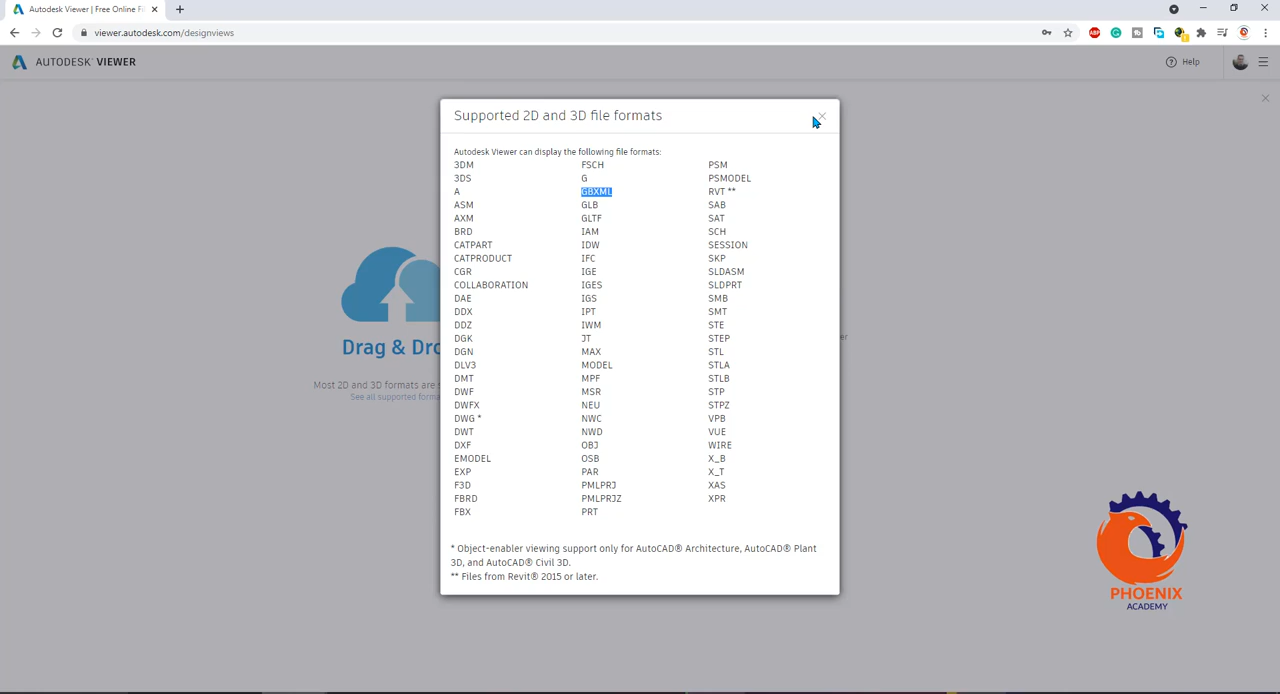 Autodesk Viewer | Free Online Fi
viewer.autodesk.com/designviews
AUTODESK® VIEWER
Help
Supported 2D and 3D file formats
Autodesk Viewer can display the following file formats:
3DM
3DS
A
ASM
AXM
BRD
CATPART
CATPRODUCT
CGR
COLLABORATION
DAE
DDX
DDZ
DGK
DGN
DLV3
DMT
DWF
DWFX
DWG *
DWT
DXF
EMODEL
EXP
F3D
FBRD
FBX
FSCH
G
GBXML
GLB
GLTF
IAM
IDW
IFC
IGE
IGES
IGS
IPT
IWM
JT
MAX
MODEL
MPF
MSR
NEU
NWC
NWD
OBJ
OSB
PAR
PMLPRJ
PMLPRJZ
PRT
PSM
PSMODEL
RVT **
SAB
SAT
SCH
SESSION
SKP
SLDASM
SLDPRT
SMB
SMT
STE
STEP
STL
STLA
STLB
STP
STPZ
VPB
VUE
WIRE
X_B
X_T
XAS
XPR
* Object-enabler viewing support only for AutoCAD® Architecture, AutoCAD® Plant
3D, and AutoCAD® Civil 3D.
** Files from Revit® 2015 or later.
Drag & Dro
Most 2D and 3D formats are s
See all supported forma
er
PHOENIX
ACADEMY